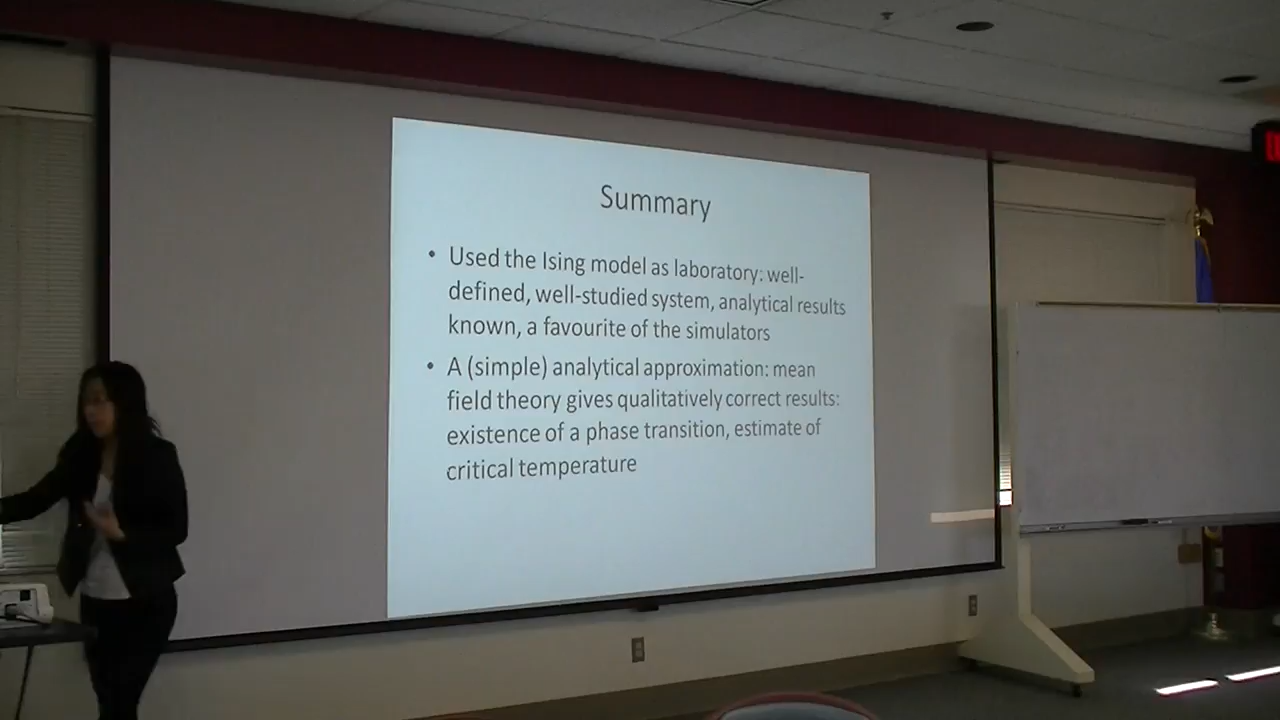 Summary
• Used the Ising model as laboratory: well-
defined, well-studied system, analytical results
known, a favourite of the simulators
• A (simple) analytical approximation: mean
field theory gives qualitatively correct results:
existence of a phase transition, estimate of
critical temperature